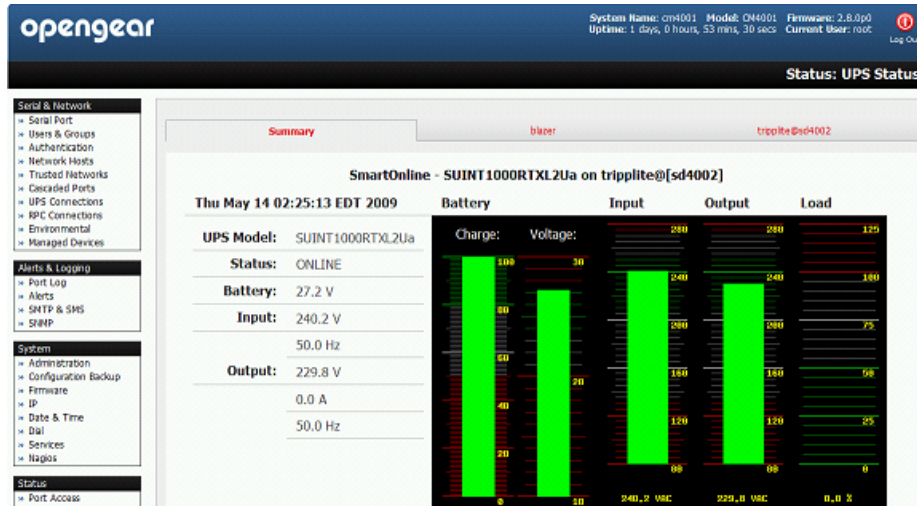 opengear
System Name: cm4001 Model: CM4001 Firmware: 2.8.0p0
Uptime: 1 days, 0 hours, 53 mins, 30 secs Current User: root
Log Ou
Status: UPS Status
Serial & Network
» Serial Port
» Users & Groups
» Authentication
» Network Hosts
» Trusted Networks
» Cascaded Ports
» UPS Connections
» RPC Connections
» Environmental
» Managed Devices
Alerts & Logging
» Port Log
» Alerts
» SMTP & SMS
» SNMP
System
» Administration
» Configuration Backup
» Firmware
» IP
» Date & Time
» Dial
» Services
» Nagios
Status
» Port Access
Summary blazer tripplite@sd4002
SmartOnline - SUINT1000RTXL2Ua on tripplite@[sd4002]
Thu May 14 02:25:13 EDT 2009 Battery Input Output Load
UPS Model: SUINT1000RTXL2Ua
Status: ONLINE
Battery: 27.2 V
Input: 240.2 V
50.0 Hz
Output: 229.8 V
0.0 A
50.0 Hz
Charge: Voltage:
100
80
60
40
20
0
30
20
10
280
240
200
160
120
80
240.2 VAC
280
240
200
160
120
80
229.8 VAC
125
100
75
50
25
0
0.0 %